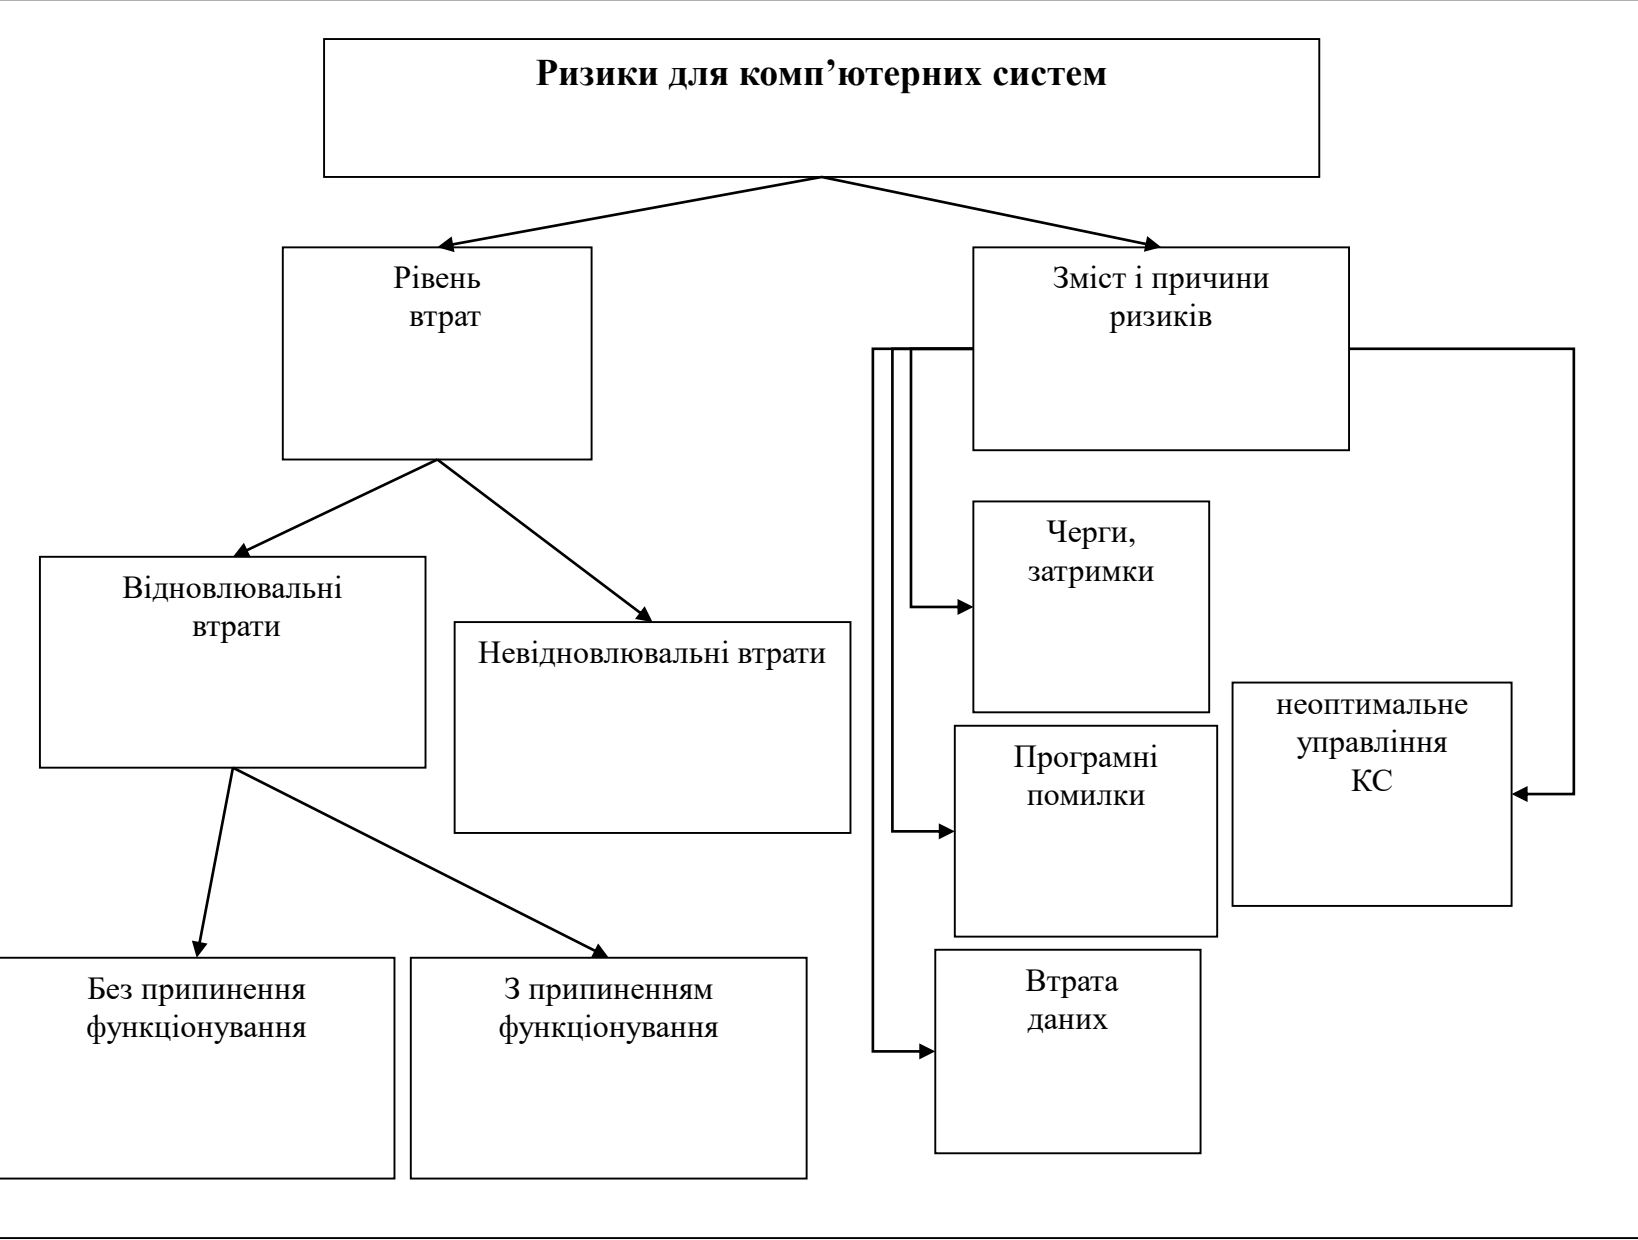 Ризики для комп’ютерних систем
Рівень
втрат
Зміст і причини
ризиків
Відновлювальні
втрати
Невідновлювальні втрати
Черги,
затримки
неоптимальне
управління
КС
Програмні
помилки
Без припинення
функціонування
З припиненням
функціонування
Втрата
даних